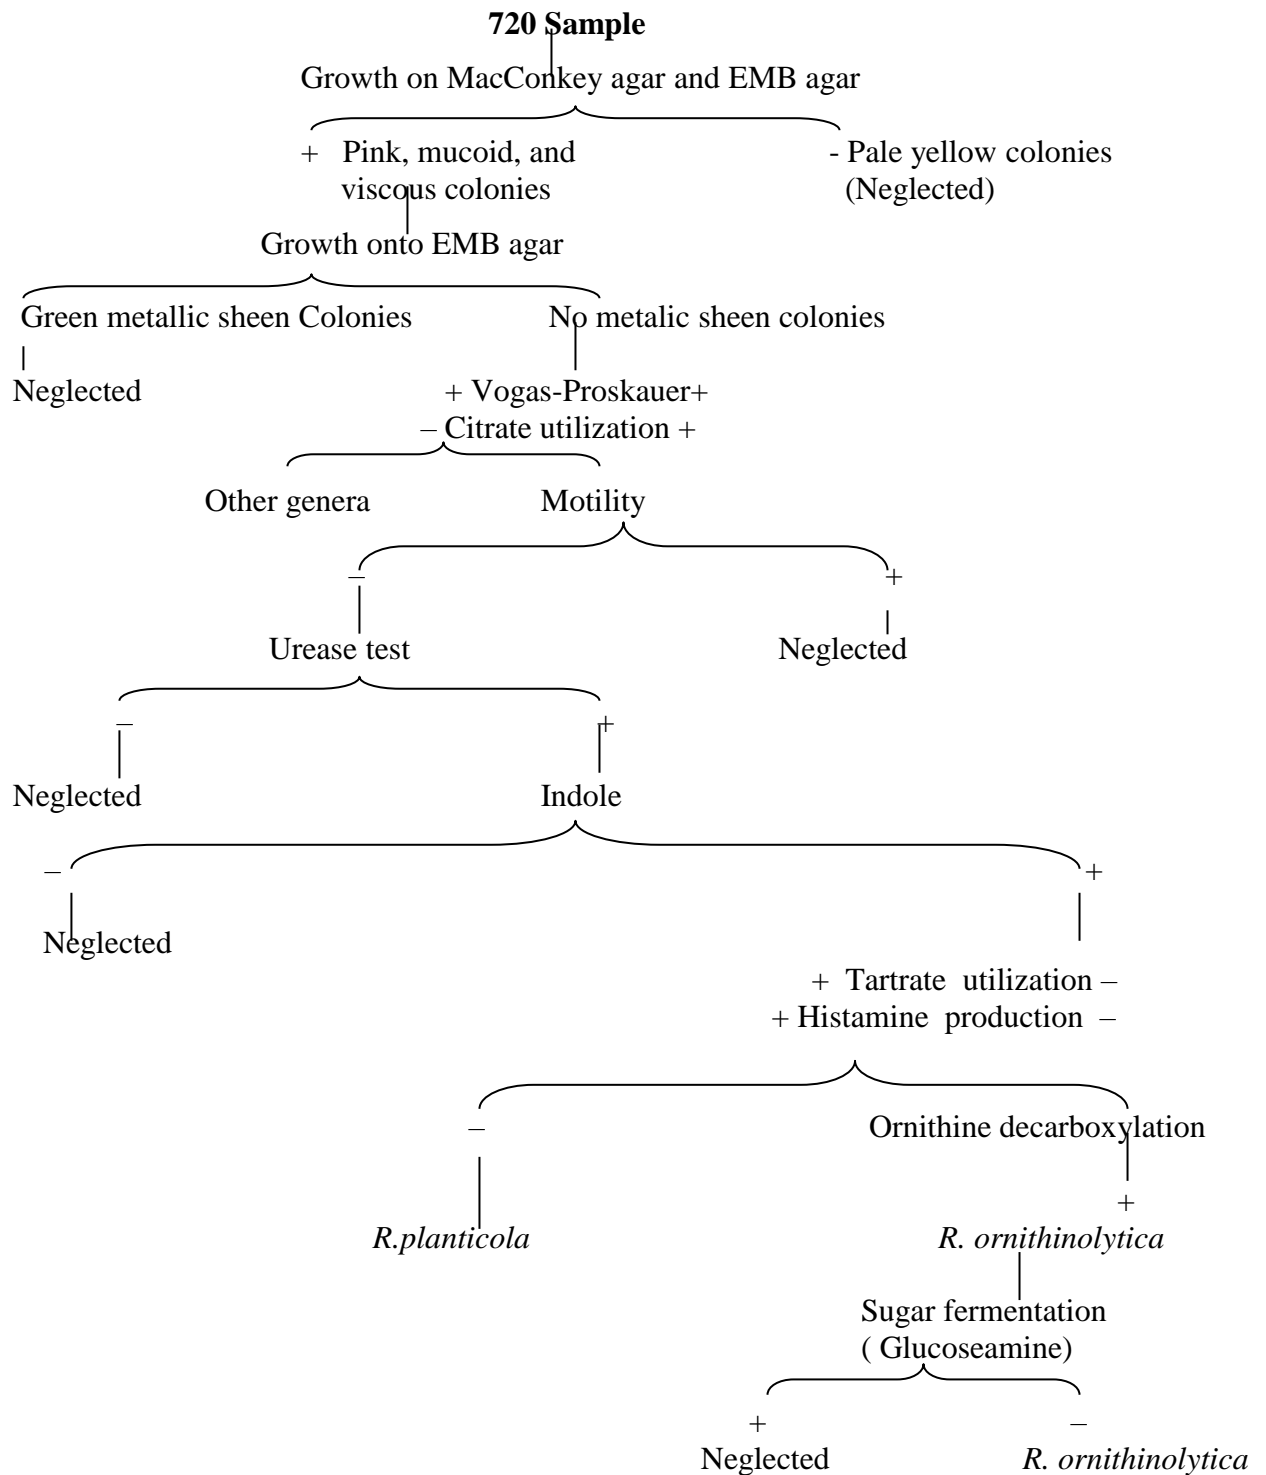 720 Sample
Growth on MacConkey agar and EMB agar
+ Pink, mucoid, and
viscous colonies
- Pale yellow colonies
(Neglected)
Growth onto EMB agar
Green metallic sheen Colonies
No metalic sheen colonies
Neglected
+ Vogas-Proskauer+
– Citrate utilization +
Other genera
Motility
–
+
Urease test
Neglected
–
+
Neglected
Indole
–
+
Neglected
+ Tartrate utilization –
+ Histamine production –
–
Ornithine decarboxylation
+
R.planticola
R. ornithinolytica
Sugar fermentation
( Glucoseamine)
+
–
Neglected
R. ornithinolytica